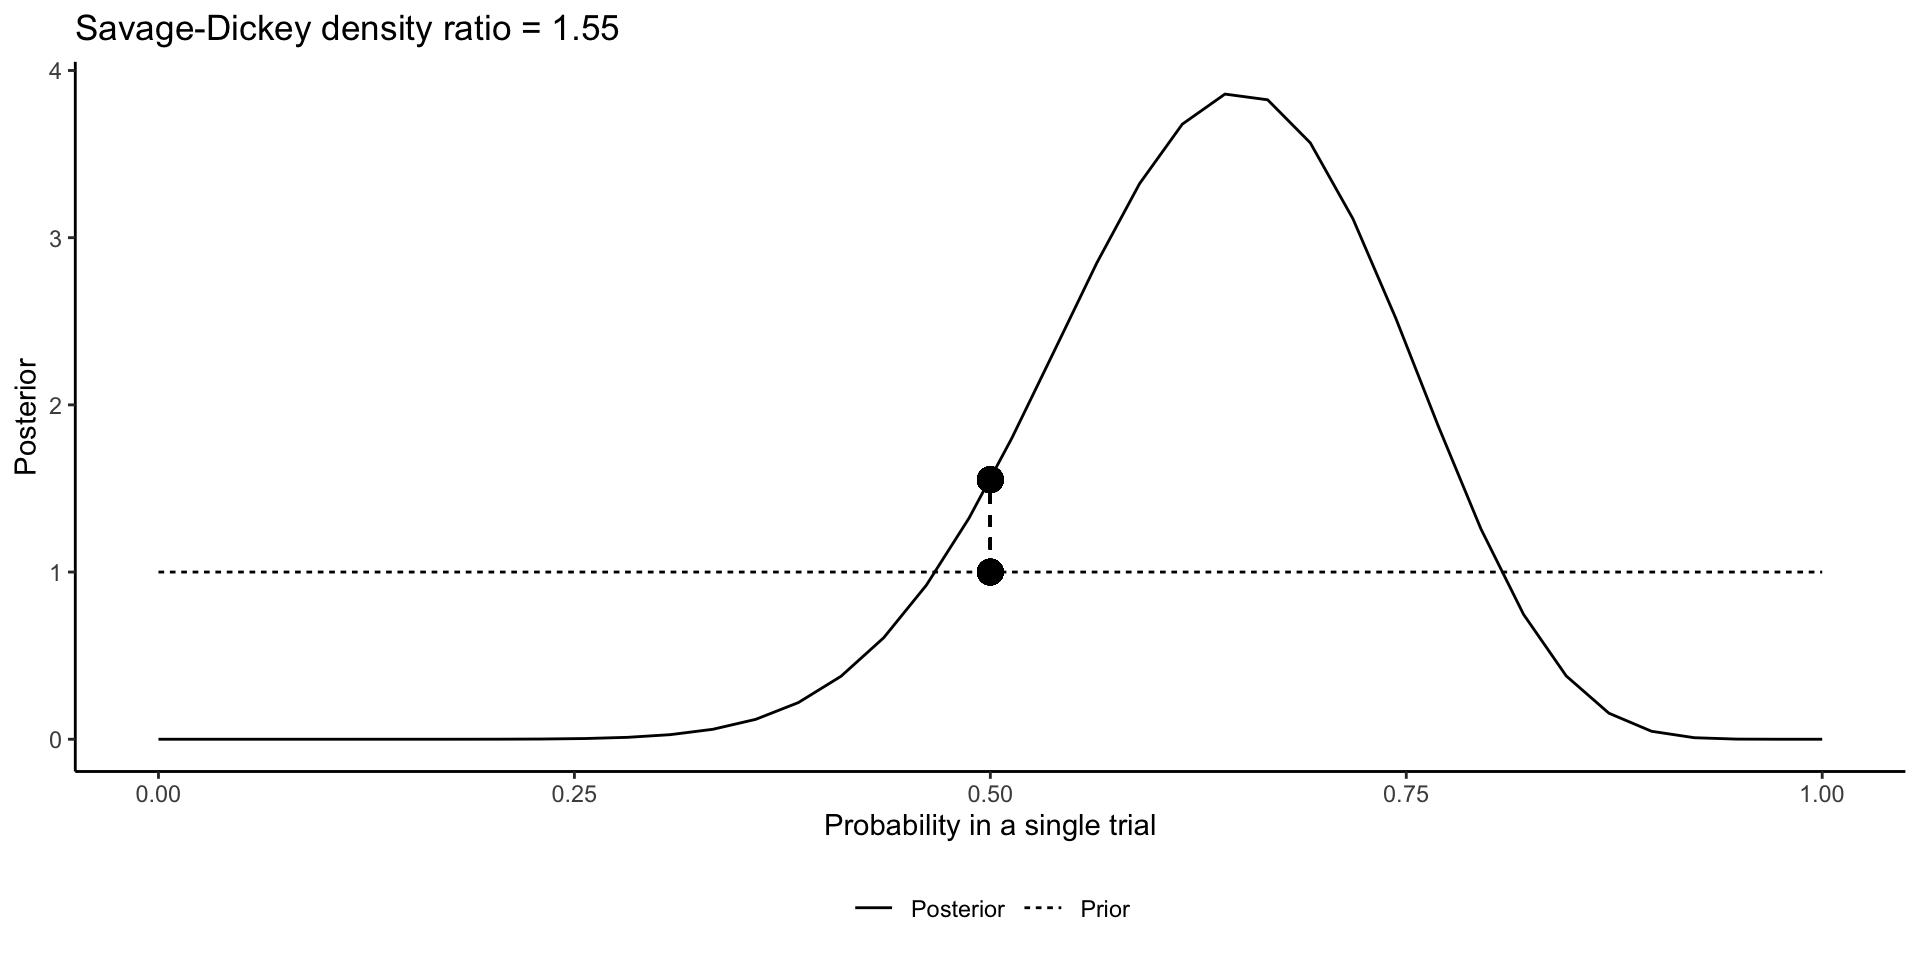 Savage-Dickey density ratio = 1.55
4
3
2
1
0
Posterior
0.00 0.25 0.50 0.75 1.00
Probability in a single trial
Posterior Prior